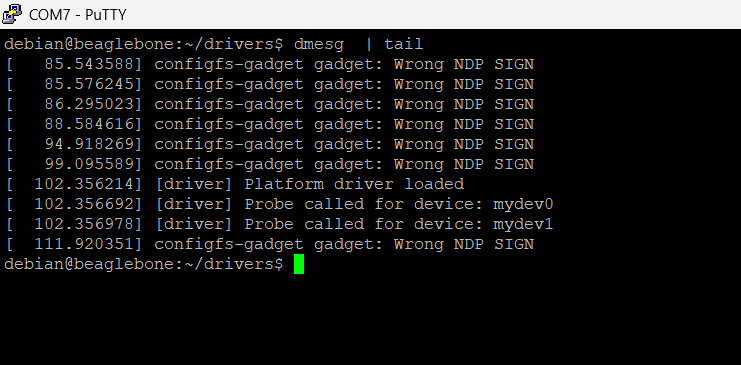 COM7 - PuTTY
debian@beaglebone:~/drivers$ dmesg  | tail
[   85.543588] configfs-gadget gadget: Wrong NDP SIGN
[   85.576245] configfs-gadget gadget: Wrong NDP SIGN
[   86.295023] configfs-gadget gadget: Wrong NDP SIGN
[   88.584616] configfs-gadget gadget: Wrong NDP SIGN
[   94.918269] configfs-gadget gadget: Wrong NDP SIGN
[   99.095589] configfs-gadget gadget: Wrong NDP SIGN
[  102.356214] [driver] Platform driver loaded
[  102.356692] [driver] Probe called for device: mydev0
[  102.356978] [driver] Probe called for device: mydev1
[  111.920351] configfs-gadget gadget: Wrong NDP SIGN
debian@beaglebone:~/drivers$